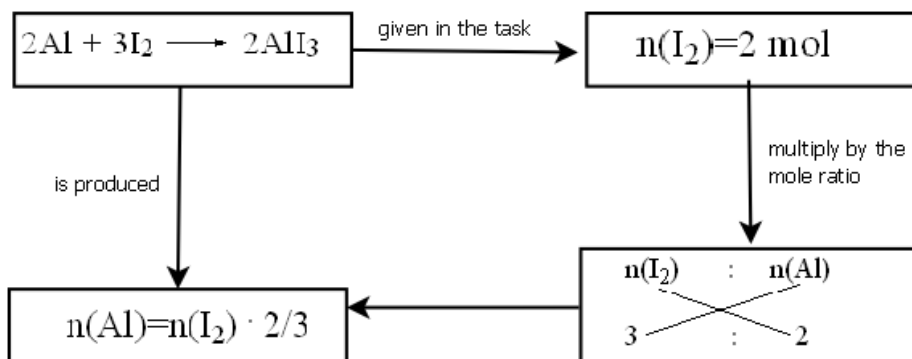 2Al + 3I₂ ⟶ 2AlI₃
given in the task
n(I₂)=2 mol
is produced
multiply by the
mole ratio
n(I₂) : n(Al)
3 : 2
n(Al)=n(I₂) · 2/3